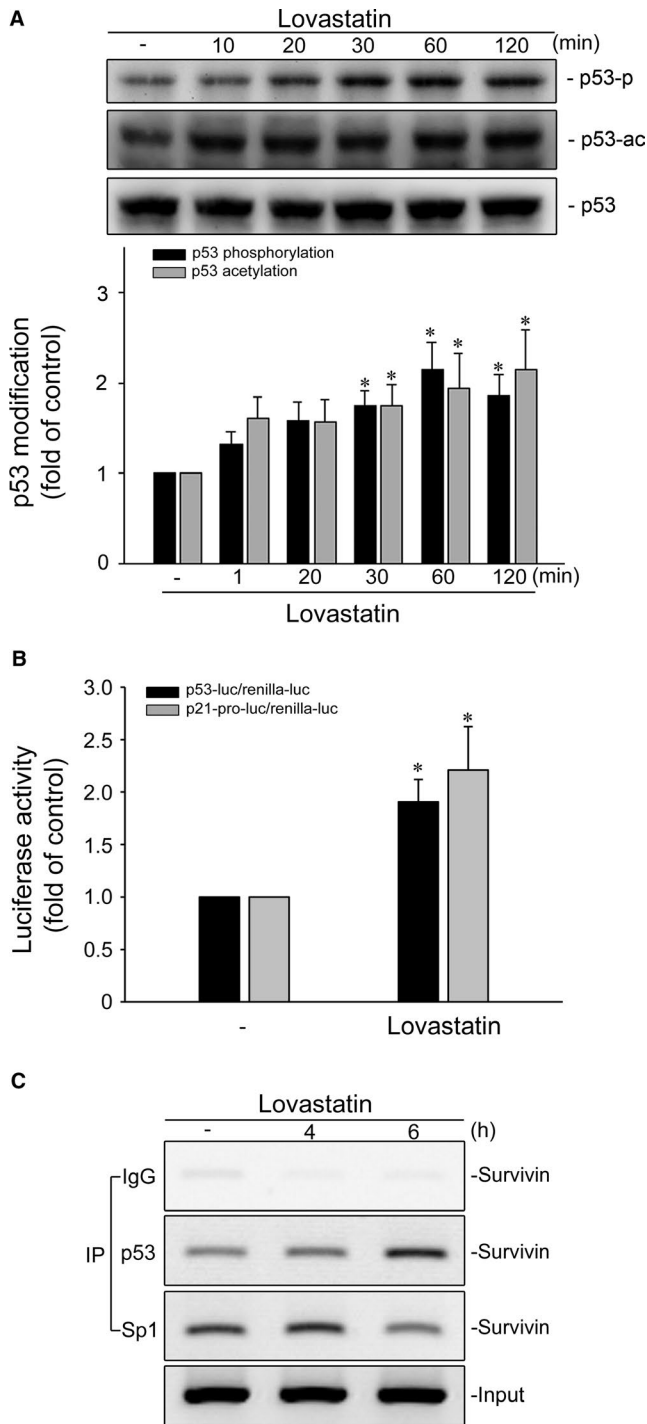 A
Lovastatin
- 10 20 30 60 120 (min)
- p53-p
- p53-ac
- p53
p53 phosphorylation
p53 acetylation
p53 modification
(fold of control)
3
2
1
0
* * * * * *
- 1 20 30 60 120 (min)
Lovastatin
B
p53-luc/renilla-luc
p21-pro-luc/renilla-luc
Luciferase activity
(fold of control)
3.0
2.5
2.0
1.5
1.0
0.5
0
* *
- Lovastatin
C
Lovastatin
- 4 6 (h)
IP
IgG -Survivin
p53 -Survivin
Sp1 -Survivin
-Input